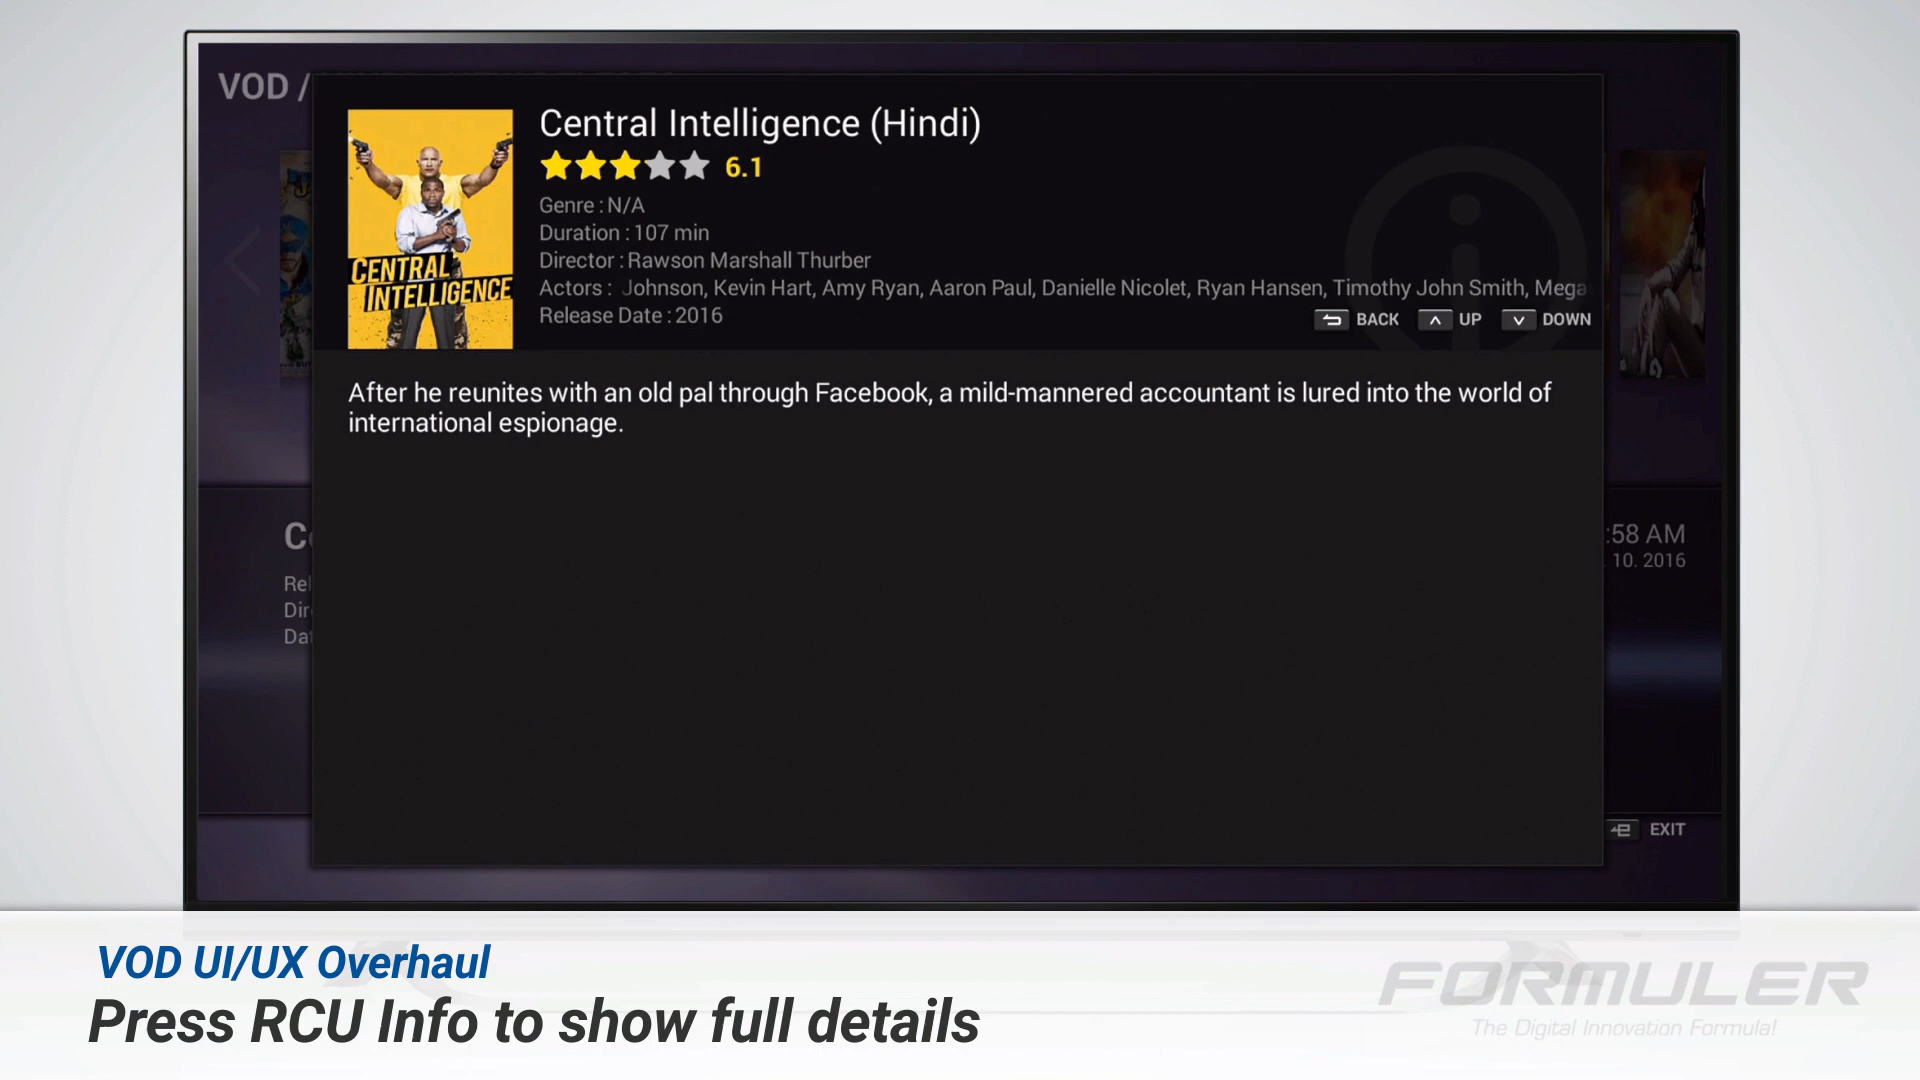 VOD /
Central Intelligence (Hindi)
6.1
Genre : N/A
Duration : 107 min
Director : Rawson Marshall Thurber
Actors : Johnson, Kevin Hart, Amy Ryan, Aaron Paul, Danielle Nicolet, Ryan Hansen, Timothy John Smith, Mega
Release Date : 2016
BACK
UP
DOWN
CENTRAL
INTELLIGENCE
After he reunites with an old pal through Facebook, a mild-mannered accountant is lured into the world of
international espionage.
:58 AM
10. 2016
Rel
Dir
Dat
EXIT
VOD UI/UX Overhaul
Press RCU Info to show full details
FORMULER
The Digital Innovation Formula!